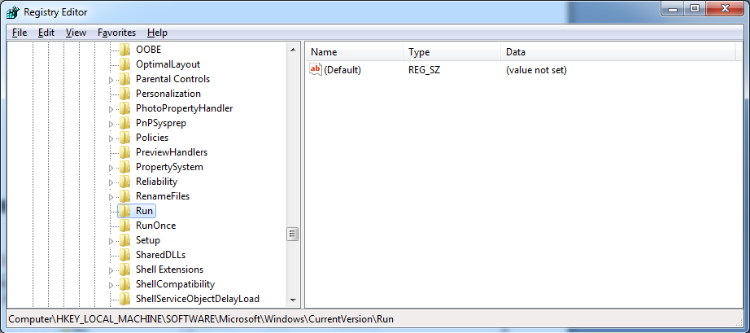 Registry Editor
File Edit View Favorites Help
OOBE
OptimalLayout
Parental Controls
Personalization
PhotoPropertyHandler
PnPSysprep
Policies
PreviewHandlers
PropertySystem
Reliability
RenameFiles
Run
RunOnce
Setup
SharedDLLs
Shell Extensions
ShellCompatibility
ShellServiceObjectDelayLoad
Name Type Data
ab (Default) REG_SZ (value not set)
Computer\HKEY_LOCAL_MACHINE\SOFTWARE\Microsoft\Windows\CurrentVersion\Run